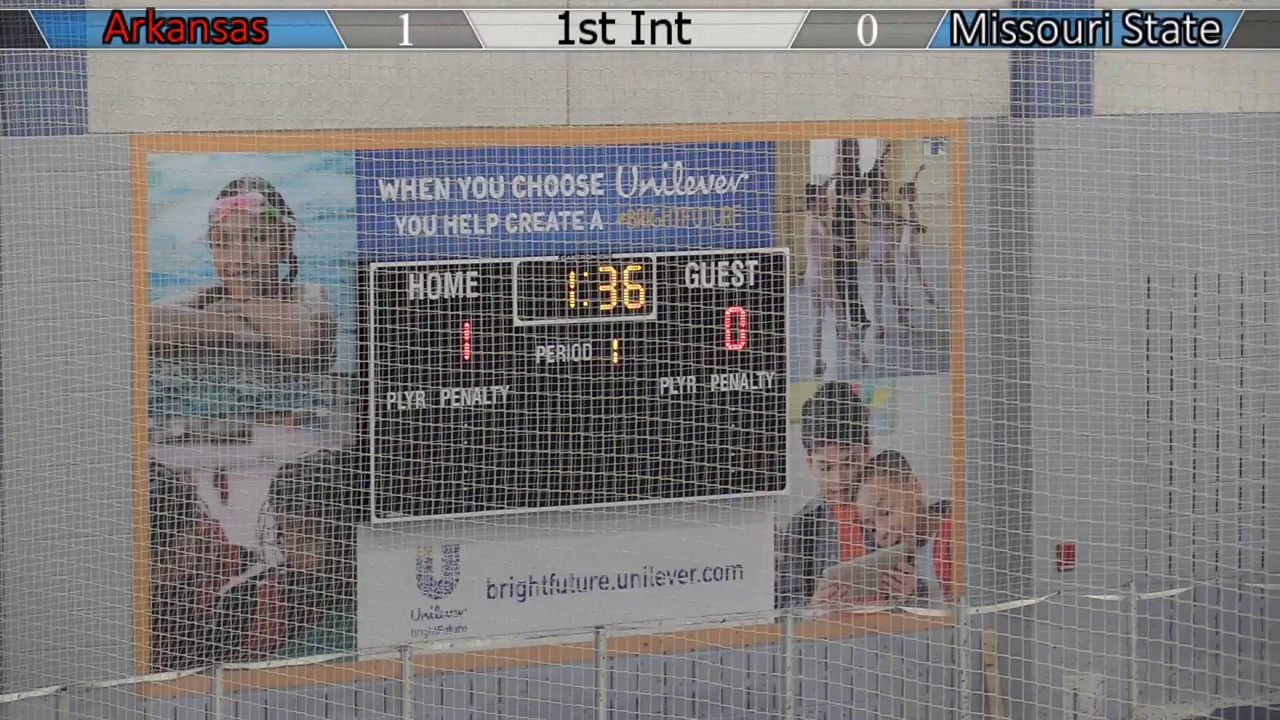 Arkansas 1 1st Int 0 Missouri State
WHEN YOU CHOOSE Unilever
YOU HELP CREATE A #BRIGHTFUTURE
HOME 1:36 GUEST
1 PERIOD 1 0
PLYR PENALTY PLYR PENALTY
brightfuture.unilever.com
Unilever
brightFuture